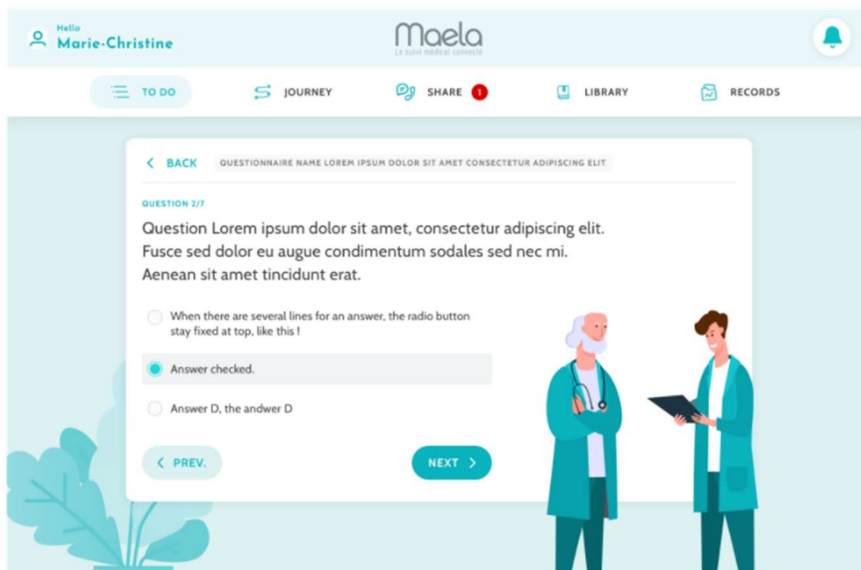 Hello
Marie-Christine
Maela
Le suivi médical connecté
TO DO
JOURNEY
SHARE 1
LIBRARY
RECORDS
BACK
QUESTIONNAIRE NAME LOREM IPSUM DOLOR SIT AMET CONSECTETUR ADIPISCING ELIT
QUESTION 2/7
Question Lorem ipsum dolor sit amet, consectetur adipiscing elit.
Fusce sed dolor eu augue condimentum sodales sed nec mi.
Aenean sit amet tincidunt erat.
When there are several lines for an answer, the radio button
stay fixed at top, like this !
Answer checked.
Answer D, the andwer D
PREV.
NEXT